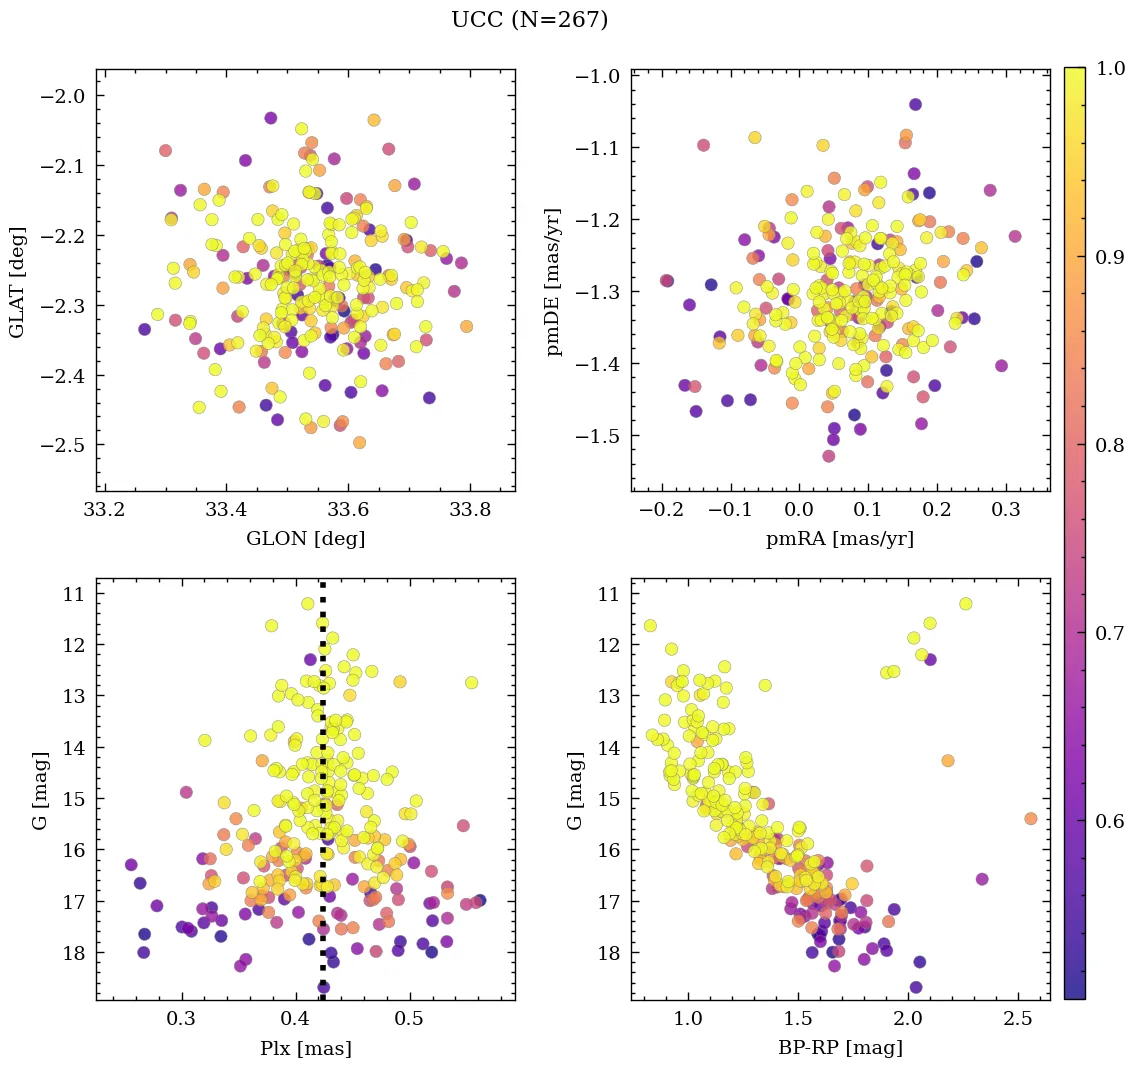 UCC (N=267)
−2.0
−2.1
−2.2
−2.3
−2.4
−2.5
GLAT [deg]
33.2 33.4 33.6 33.8
GLON [deg]
−1.0
−1.1
−1.2
−1.3
−1.4
−1.5
pmDE [mas/yr]
−0.2 −0.1 0.0 0.1 0.2 0.3
pmRA [mas/yr]
11
12
13
14
15
16
17
18
G [mag]
0.3 0.4 0.5
Plx [mas]
11
12
13
14
15
16
17
18
G [mag]
1.0 1.5 2.0 2.5
BP-RP [mag]
1.0
0.9
0.8
0.7
0.6